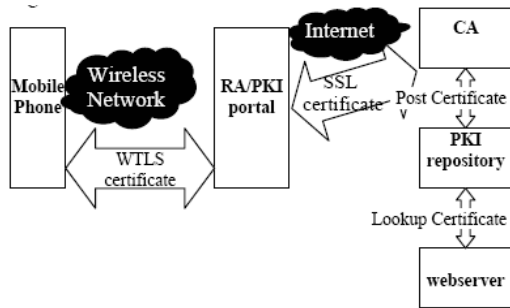 Mobile
Phone
Wireless
Network
WTLS
certificate
RA/PKI
portal
Internet
SSL
certificate
CA
Post Certificate
PKI
repository
Lookup Certificate
webserver